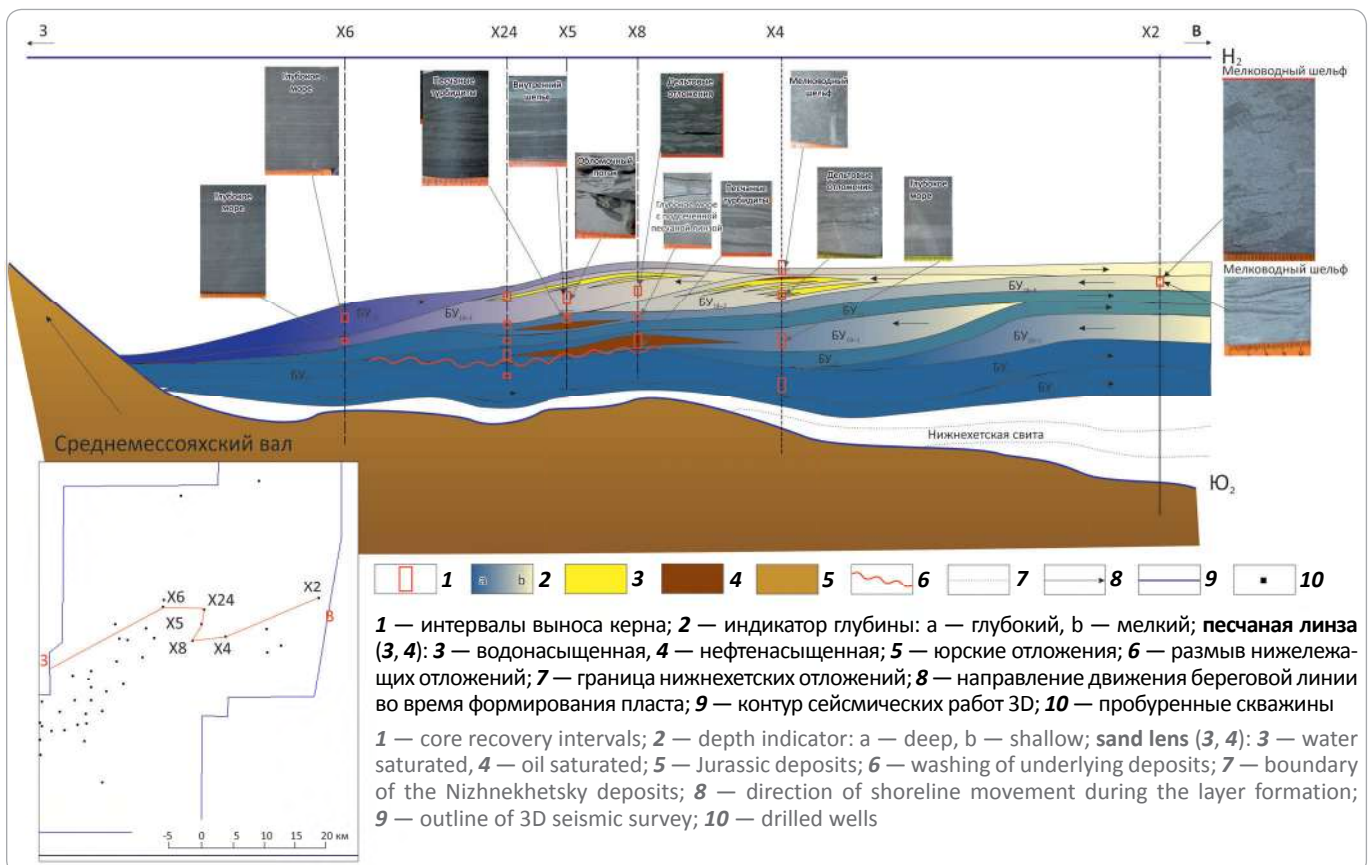 З
X6
X24
X5
X8
X4
X2
В
Н₂
Мелководный шельф
Глубокое
море
Песчаные
турбидиты
Внутренний
шельф
Дельтовые
отложения
Мелководный
шельф
Обломочный
поток
Глубокое
море
Глубокое море
с подсеченной
песчаной линзой
Песчаные
турбидиты
Дельтовые
отложения
Глубокое
море
Мелководный шельф
БУ
БУ
БУ
БУ
БУ
БУ
БУ
БУ
БУ
БУ
Нижнехетская свита
Среднемессояхский вал
Ю₂
X6
X24
X2
X5
X8
X4
З
В
-5 0 5 10 15 20 км
1 2 3 4 5 6 7 8 9 10
a b
1 — интервалы выноса керна; 2 — индикатор глубины: a — глубокий, b — мелкий; песчаная линза
(3, 4): 3 — водонасыщенная, 4 — нефтенасыщенная; 5 — юрские отложения; 6 — размыв нижележа-
щих отложений; 7 — граница нижнехетских отложений; 8 — направление движения береговой линии
во время формирования пласта; 9 — контур сейсмических работ 3D; 10 — пробуренные скважины
1 — core recovery intervals; 2 — depth indicator: a — deep, b — shallow; sand lens (3, 4): 3 — water
saturated, 4 — oil saturated; 5 — Jurassic deposits; 6 — washing of underlying deposits; 7 — boundary
of the Nizhnekhetsky deposits; 8 — direction of shoreline movement during the layer formation;
9 — outline of 3D seismic survey; 10 — drilled wells